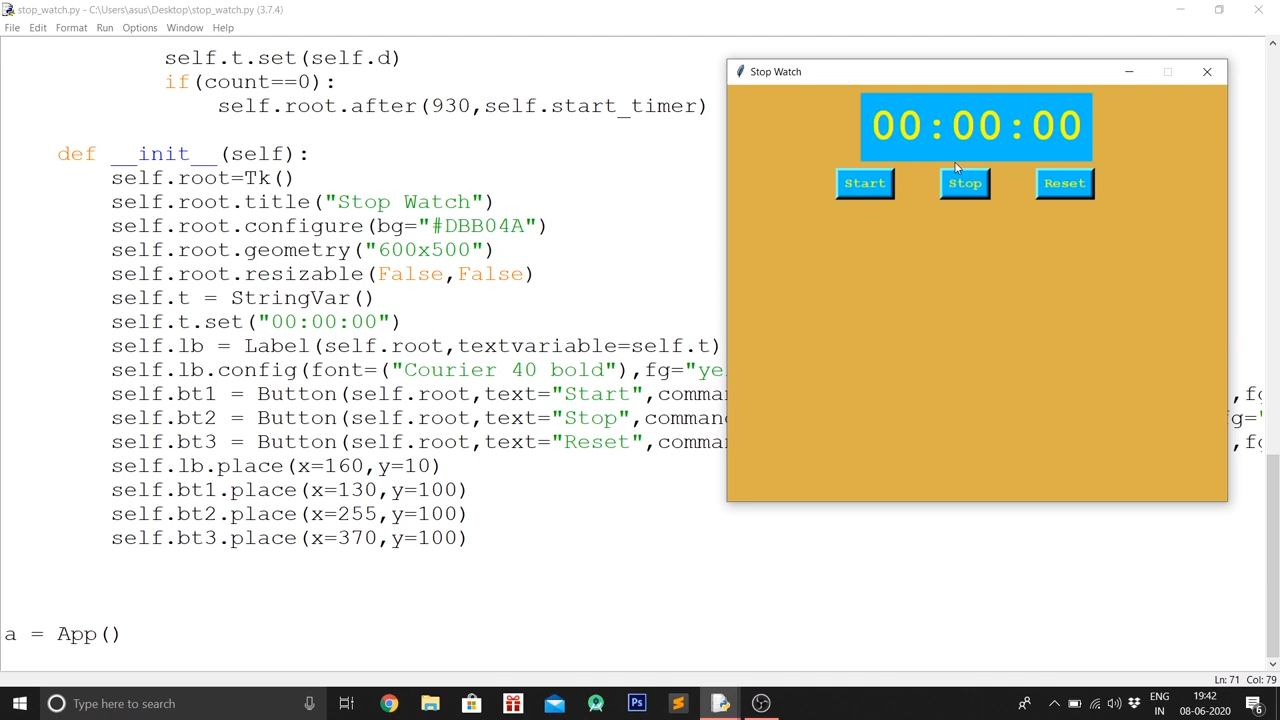 stop_watch.py - C:\Users\asus\Desktop\stop_watch.py (3.7.4)
File Edit Format Run Options Window Help
self.t.set(self.d)
if(count==0):
self.root.after(930,self.start_timer)
def __init__(self):
self.root=Tk()
self.root.title("Stop Watch")
self.root.configure(bg="#DBB04A")
self.root.geometry("600x500")
self.root.resizable(False,False)
self.t = StringVar()
self.t.set("00:00:00")
self.lb = Label(self.root,textvariable=self.t)
self.lb.config(font=("Courier 40 bold"),fg="ye
self.bt1 = Button(self.root,text="Start",comma ,fg
self.bt2 = Button(self.root,text="Stop",comman fg="
self.bt3 = Button(self.root,text="Reset",comma ,fg
self.lb.place(x=160,y=10)
self.bt1.place(x=130,y=100)
self.bt2.place(x=255,y=100)
self.bt3.place(x=370,y=100)
a = App()
Stop Watch
00:00:00
Start Stop Reset
Ln: 71 Col: 79
Type here to search
Ps
ENG
IN
19:42
08-06-2020
6